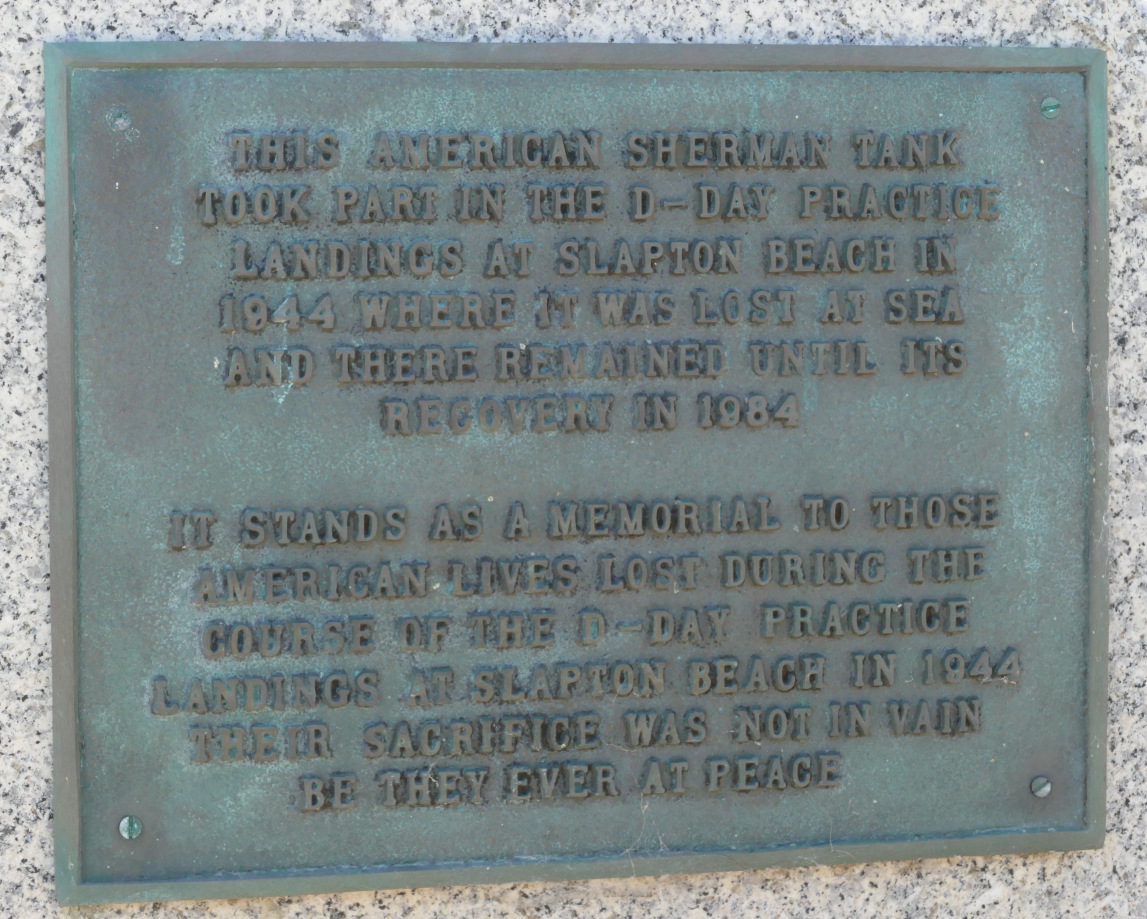 THIS AMERICAN SHERMAN TANK
TOOK PART IN THE D-DAY PRACTICE
LANDINGS AT SLAPTON BEACH IN
1944 WHERE IT WAS LOST AT SEA
AND THERE REMAINED UNTIL ITS
RECOVERY IN 1984
IT STANDS AS A MEMORIAL TO THOSE
AMERICAN LIVES LOST DURING THE
COURSE OF THE D-DAY PRACTICE
LANDINGS AT SLAPTON BEACH IN 1944
THEIR SACRIFICE WAS NOT IN VAIN
BE THEY EVER AT PEACE